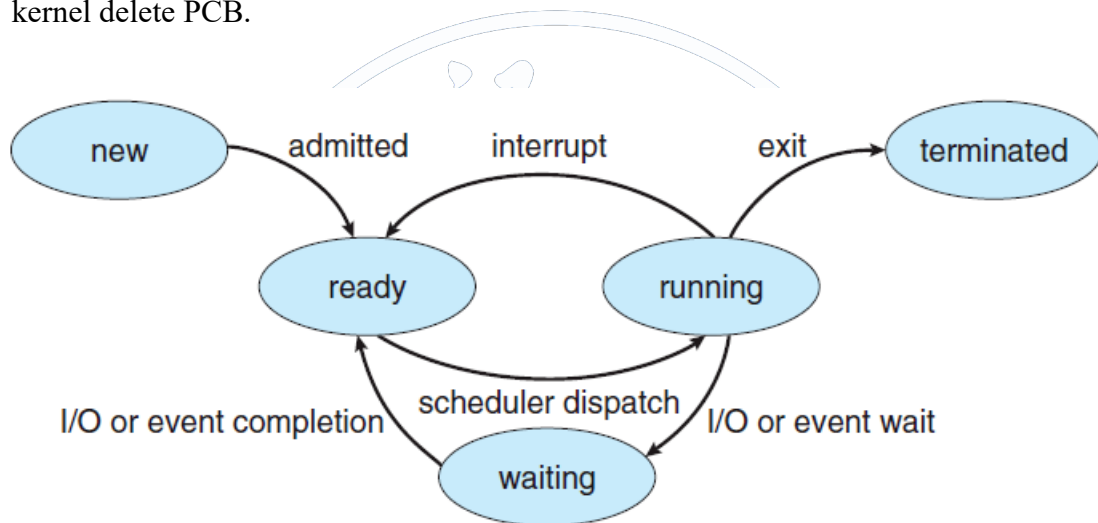 kernel delete PCB.
new
admitted
interrupt
exit
terminated
ready
running
I/O or event completion
scheduler dispatch
I/O or event wait
waiting